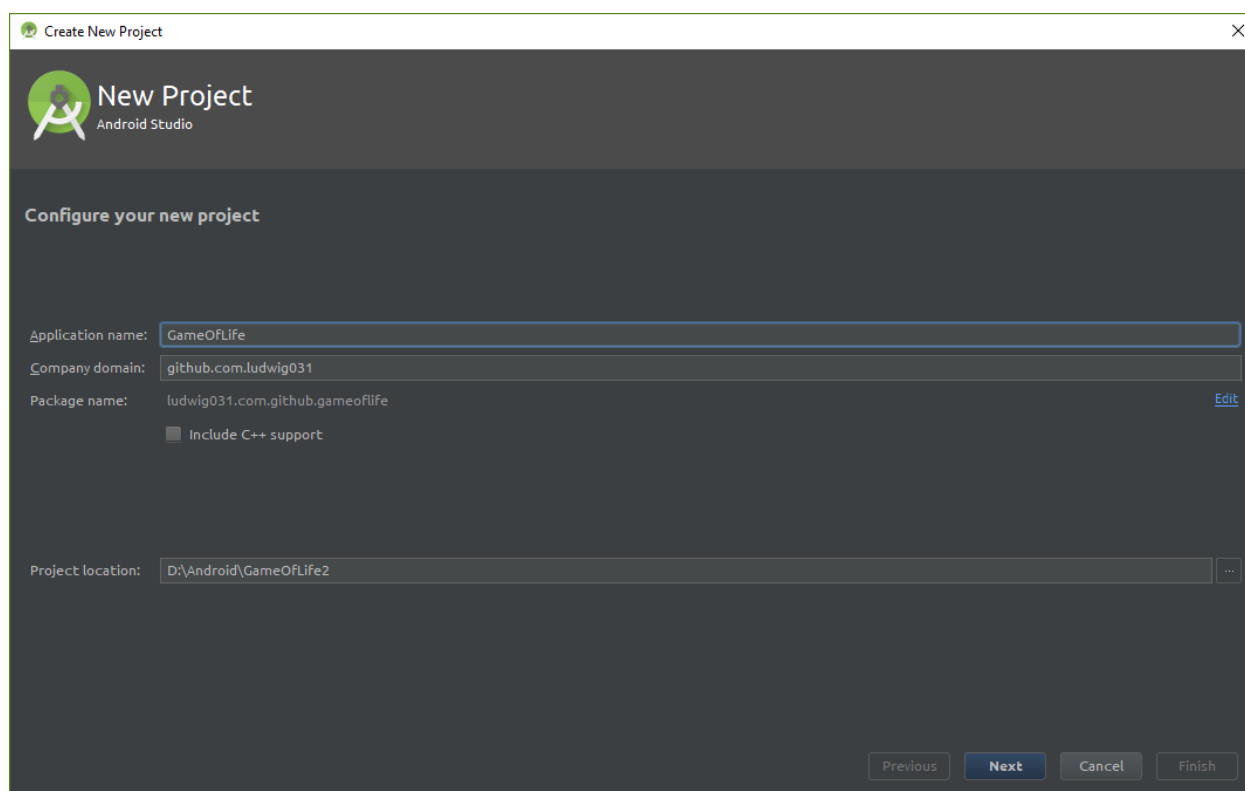 Create New Project
New Project
Android Studio
Configure your new project
Application name: GameOfLife
Company domain: github.com.ludwig031
Package name: ludwig031.com.github.gameoflife Edit
Include C++ support
Project location: D:\Android\GameOfLife2 ...
Previous Next Cancel Finish